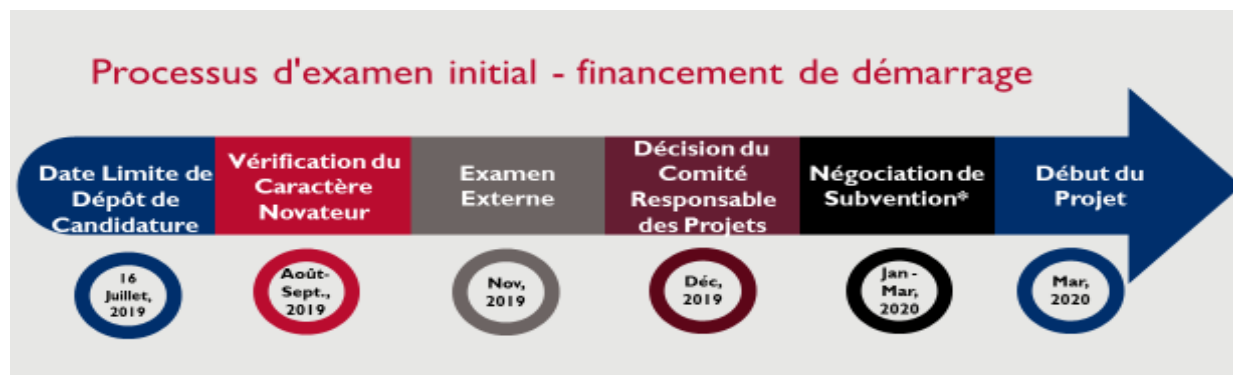 Processus d'examen initial - financement de démarrage
Date Limite de
Dépôt de
Candidature
Vérification du
Caractère
Novateur
Examen
Externe
Décision du
Comité
Responsable
des Projets
Négociation de
Subvention*
Début du
Projet
16
Juillet,
2019
Août-
Sept.,
2019
Nov,
2019
Déc,
2019
Jan -
Mar,
2020
Mar,
2020